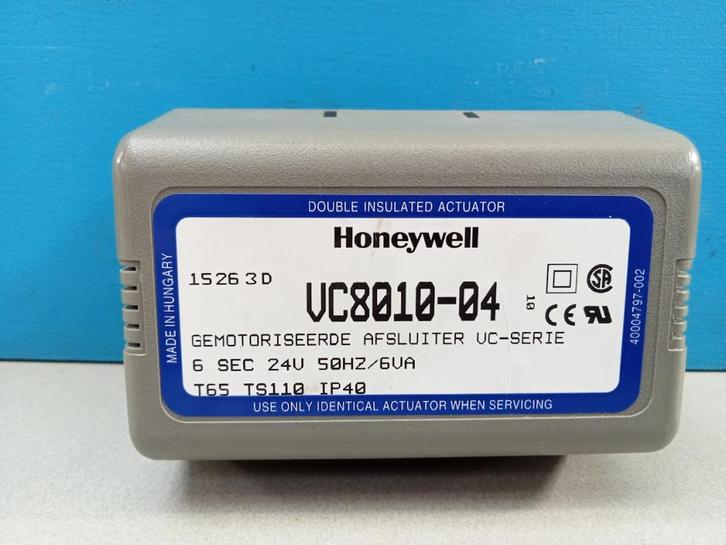 DOUBLE INSULATED ACTUATOR
Honeywell
15263D
VC8010-04
10
CE
GEMOTORISEERDE AFSLUITER VC-SERIE
6 SEC 24V 50HZ/6VA
T65 TS110 IP40
USE ONLY IDENTICAL ACTUATOR WHEN SERVICING
MADE IN HUNGARY
40004797-002